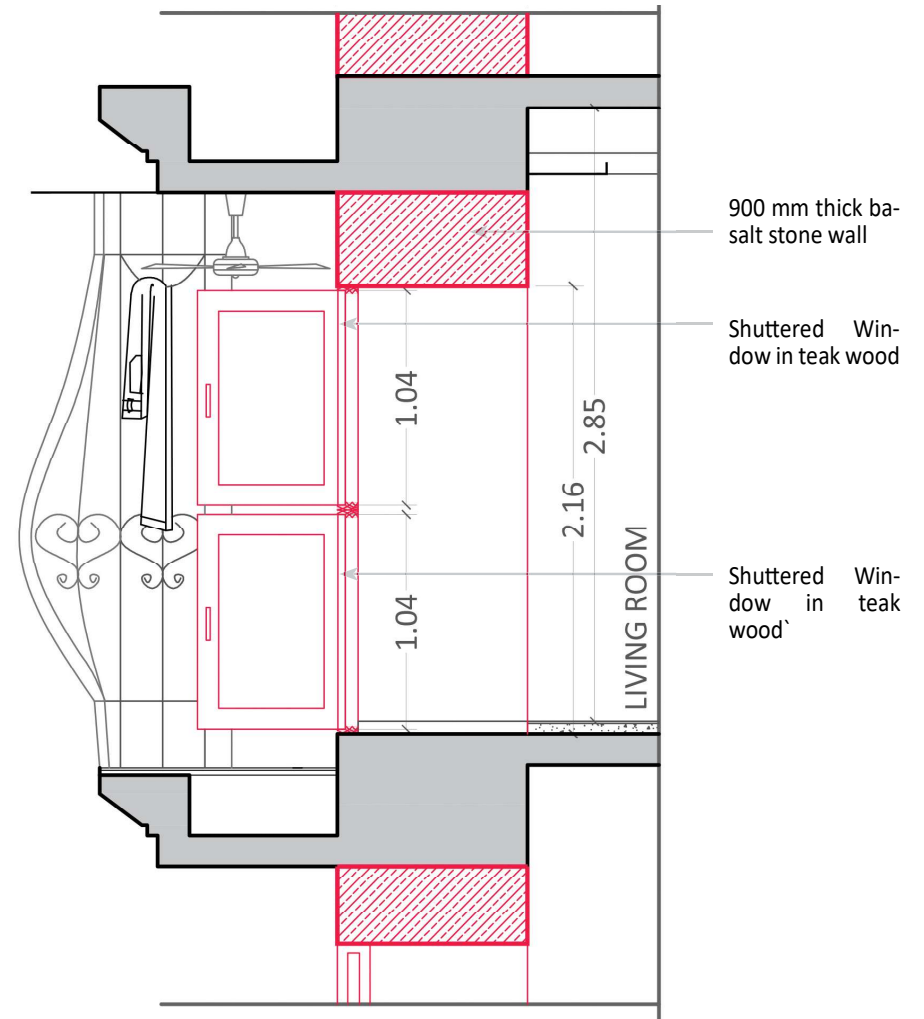 900 mm thick ba-
salt stone wall
Shuttered Win-
dow in teak wood
1.04
2.85
2.16
LIVING ROOM
Shuttered Win-
dow in teak
wood`
1.04